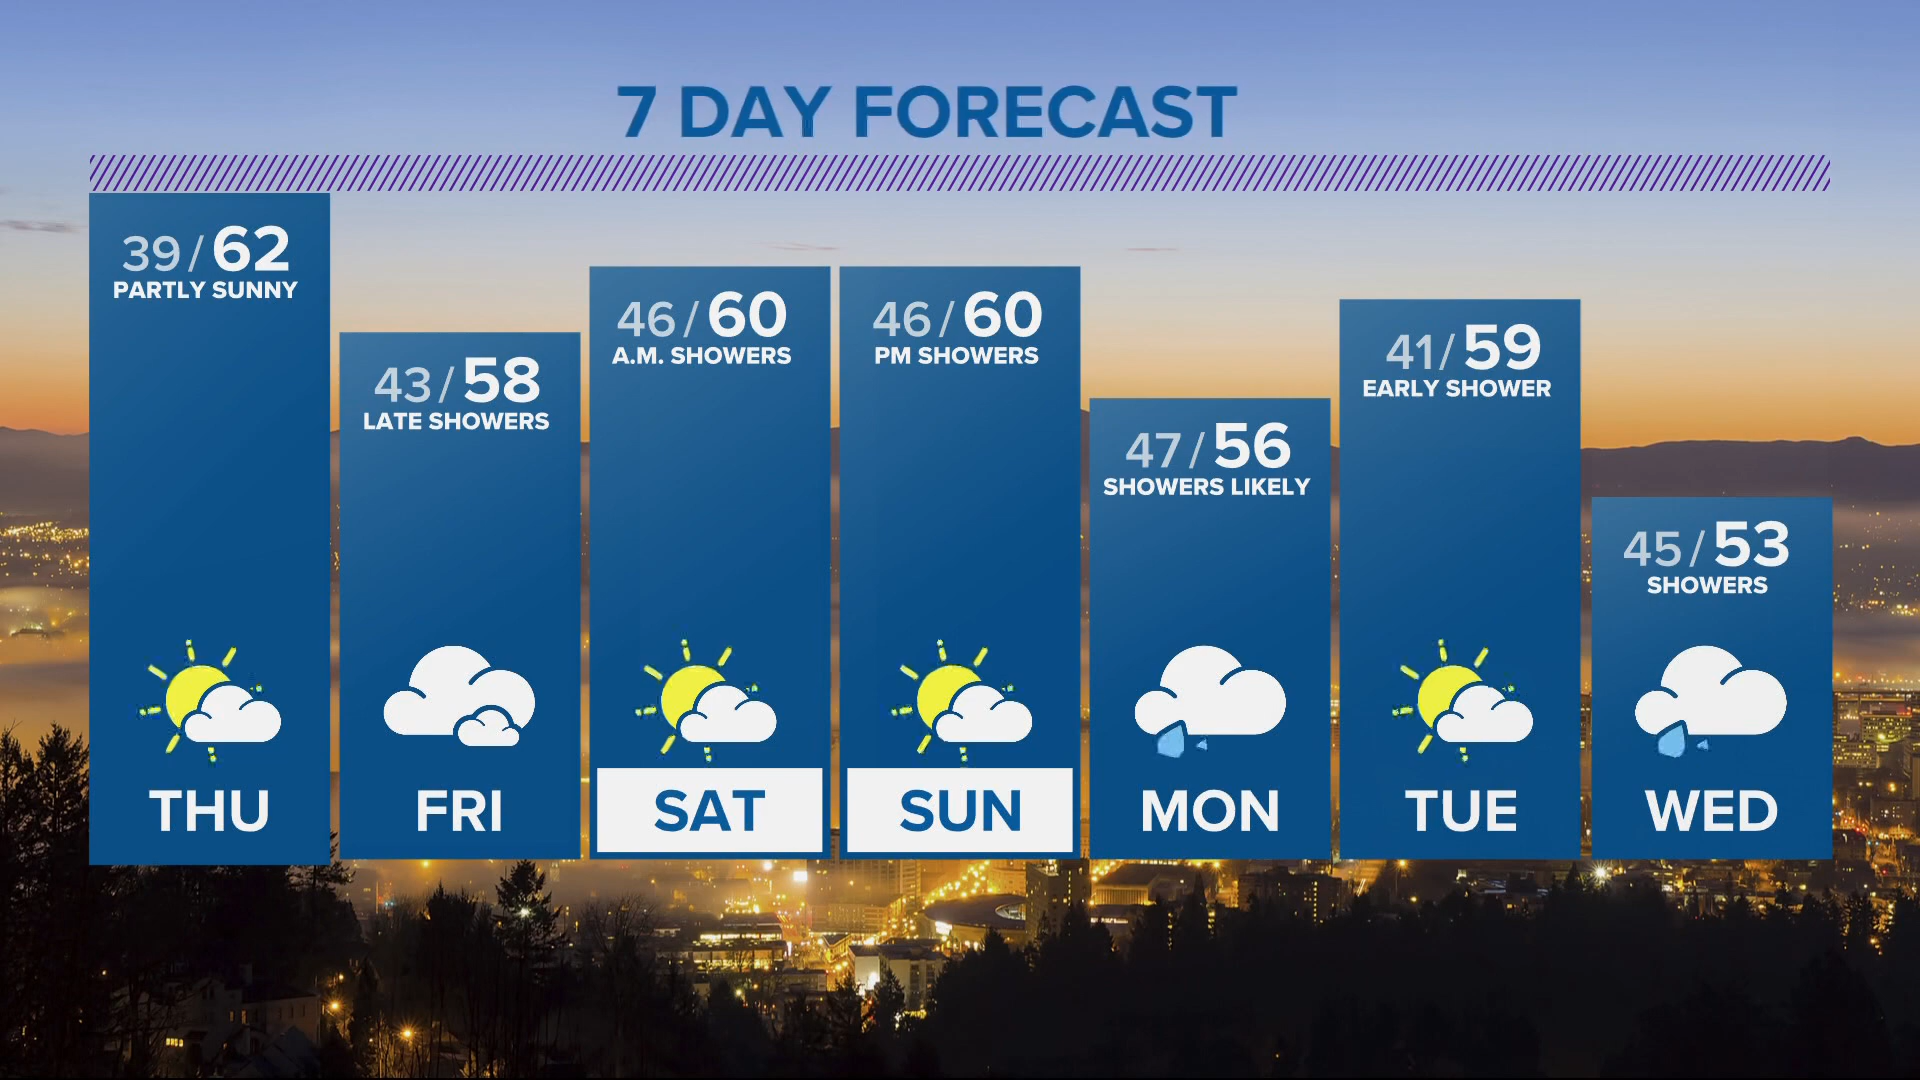 7 DAY FORECAST
39/62
PARTLY SUNNY
THU
43/58
LATE SHOWERS
FRI
46/60
A.M. SHOWERS
SAT
46/60
PM SHOWERS
SUN
47/56
SHOWERS LIKELY
MON
41/59
EARLY SHOWER
TUE
45/53
SHOWERS
WED